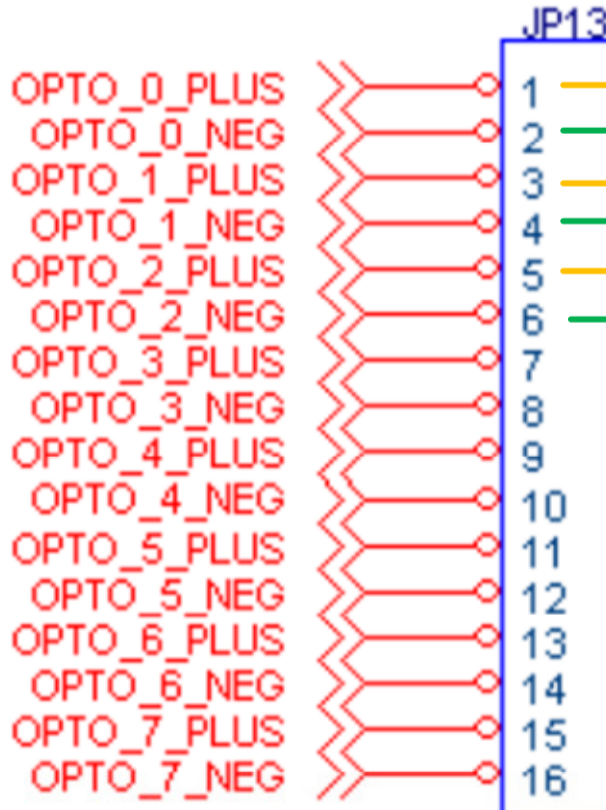 JP13
OPTO_0_PLUS 1
OPTO_0_NEG 2
OPTO_1_PLUS 3
OPTO_1_NEG 4
OPTO_2_PLUS 5
OPTO_2_NEG 6
OPTO_3_PLUS 7
OPTO_3_NEG 8
OPTO_4_PLUS 9
OPTO_4_NEG 10
OPTO_5_PLUS 11
OPTO_5_NEG 12
OPTO_6_PLUS 13
OPTO_6_NEG 14
OPTO_7_PLUS 15
OPTO_7_NEG 16